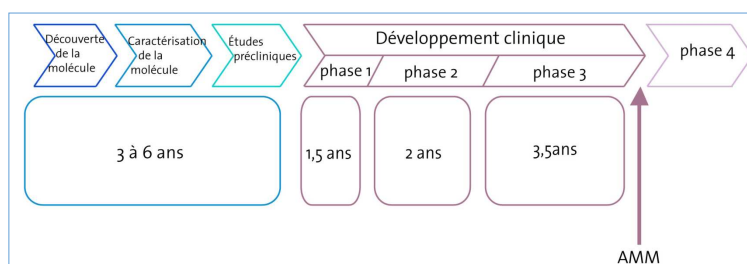 Découverte
de la
molécule
Caractérisation
de la
molécule
Études
précliniques
Développement clinique
phase 1
phase 2
phase 3
phase 4
3 à 6 ans
1,5 ans
2 ans
3,5ans
AMM